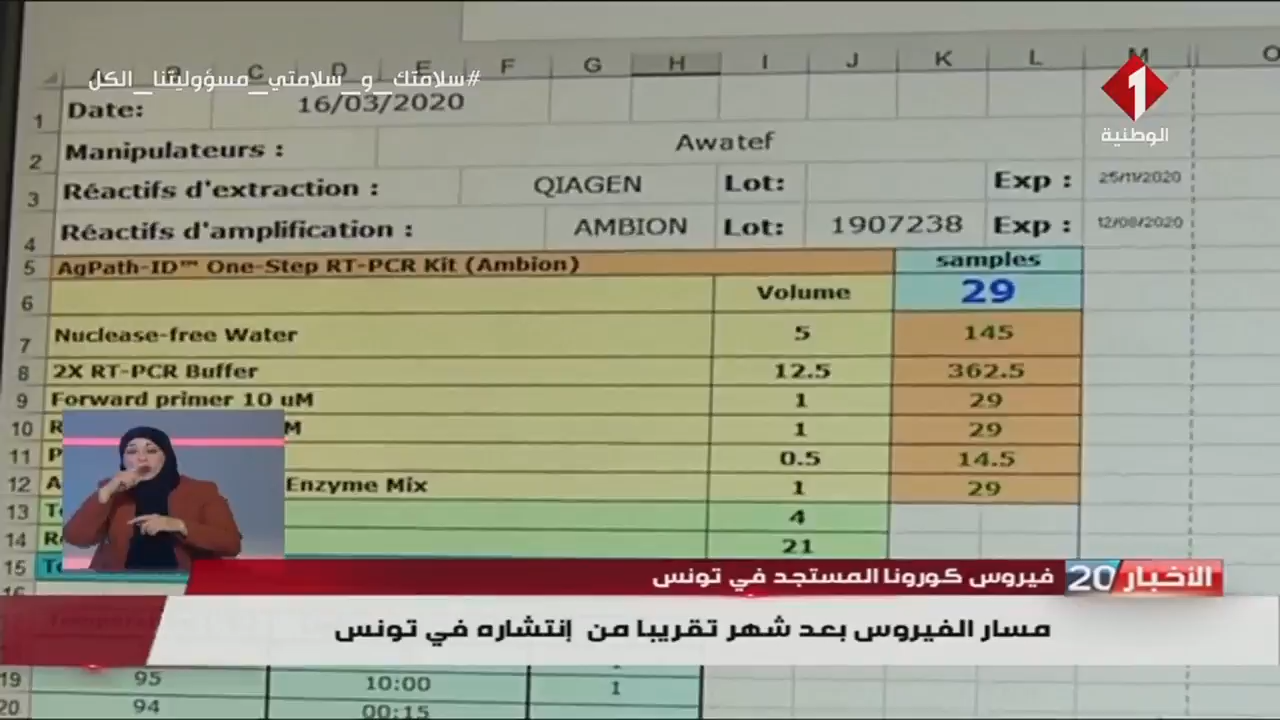 A B C D E F G H I J K L M O
#سلامتك_و_سلامتي_مسؤوليتنا_الكل
1
الوطنية
1 Date: 16/03/2020
2 Manipulateurs : Awatef
3 Réactifs d'extraction : QIAGEN Lot: Exp : 25/11/2020
4 Réactifs d'amplification : AMBION Lot: 1907238 Exp : 12/08/2020
5 AgPath-ID™ One-Step RT-PCR Kit (Ambion) samples
6 Volume 29
7 Nuclease-free Water 5 145
8 2X RT-PCR Buffer 12.5 362.5
9 Forward primer 10 uM 1 29
10 R M 1 29
11 P 0.5 14.5
12 A Enzyme Mix 1 29
13 Te 4
14 Re 21
15 To
الأخبار 20 فيروس كورونا المستجد في تونس
مسار الفيروس بعد شهر تقريبا من إنتشاره في تونس
19 95 10:00 1
20 94 00:15